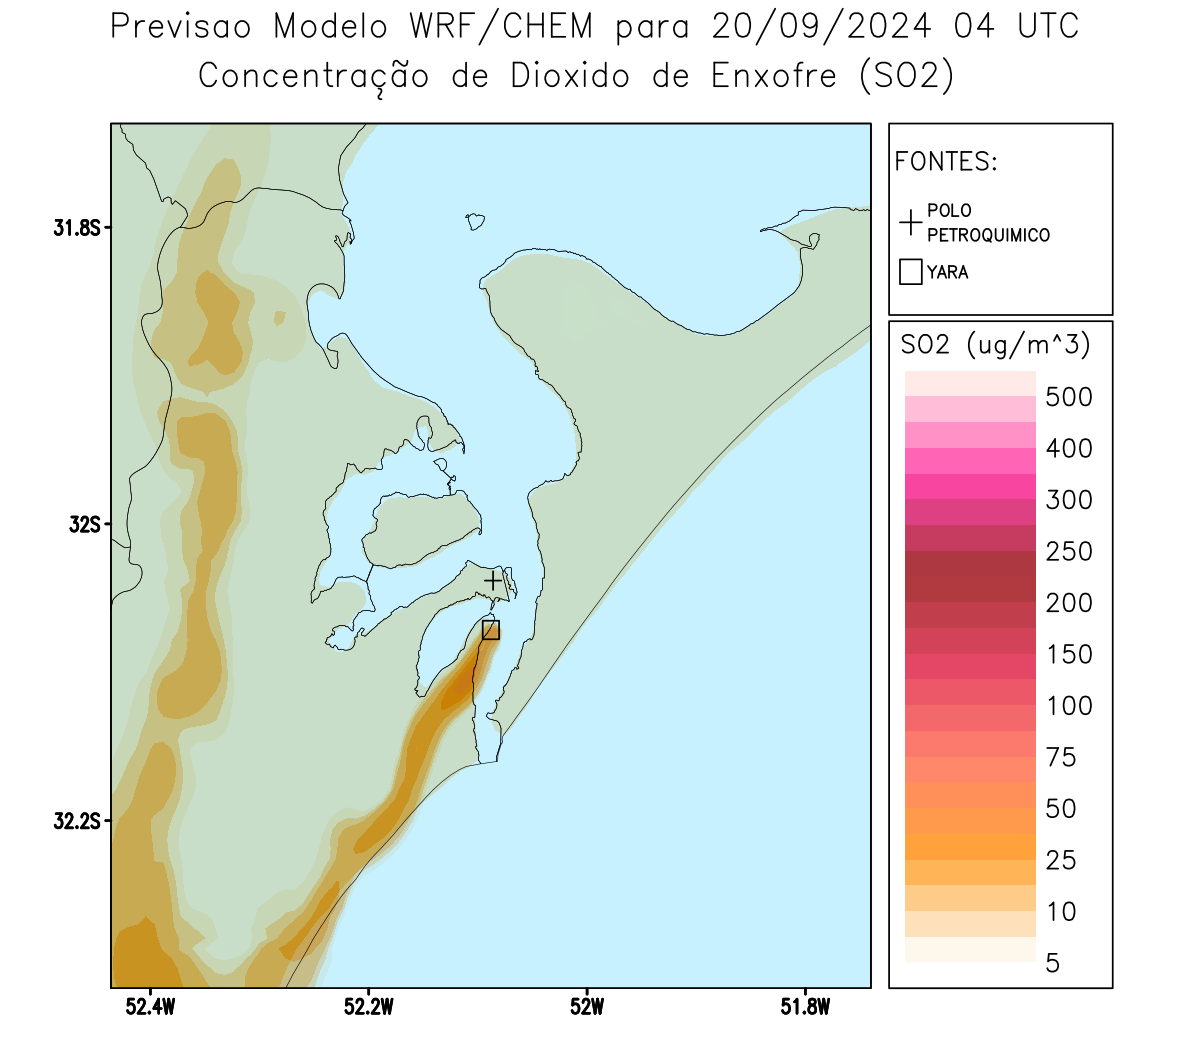 Previsao Modelo WRF/CHEM para 20/09/2024 04 UTC
Concentração de Dioxido de Enxofre (SO2)
FONTES:
POLO
PETROQUIMICO
YARA
SO2 (ug/m^3)
500
400
300
250
200
150
100
75
50
25
10
5
31.8S
32S
32.2S
52.4W
52.2W
52W
51.8W